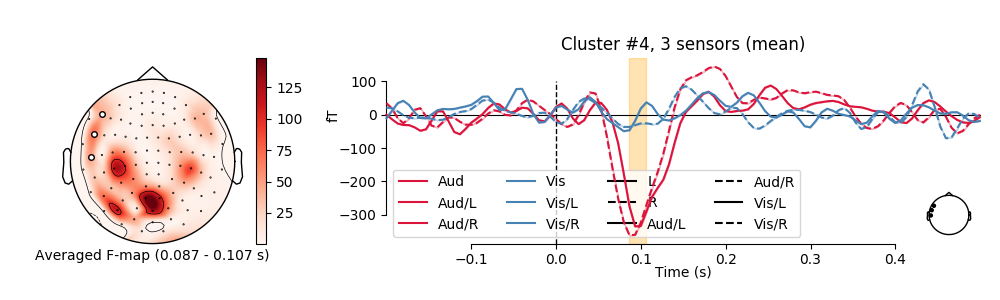 Cluster #4, 3 sensors (mean)
125
100
75
50
25
Averaged F-map (0.087 - 0.107 s)
fT
100
0
−100
−200
−300
Aud
Aud/L
Aud/R
Vis
Vis/L
Vis/R
L
R
Aud/L
Aud/R
Vis/L
Vis/R
−0.1 0.0 0.1 0.2 0.3 0.4
Time (s)